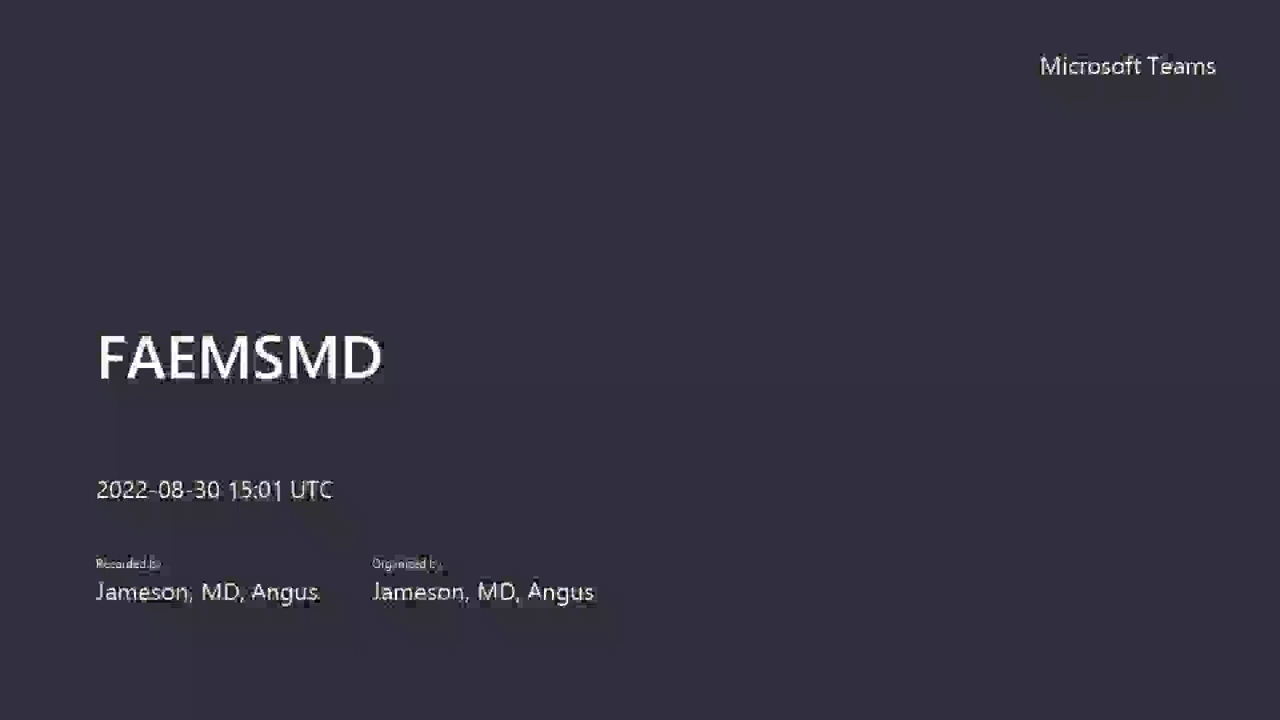 Microsoft Teams
FAEMSMD
2022-08-30 15:01 UTC
Recorded by
Organized by
Jameson, MD, Angus
Jameson, MD, Angus